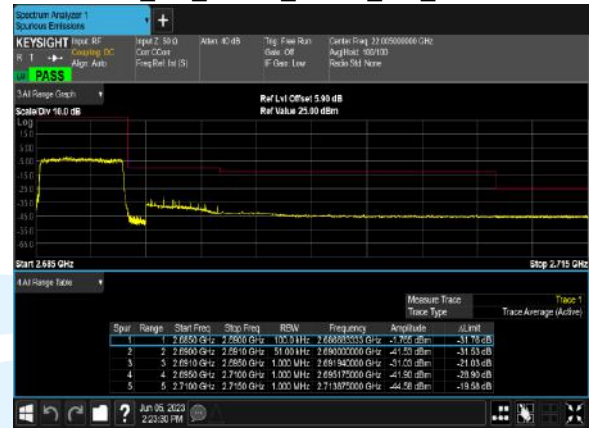 Spectrum Analyzer 1
Spurious Emissions
KEYSIGHT Input: RF Input Z: 50 Ω Atten: 40 dB Trig: Free Run Center Freq: 22.005000000 GHz
R T Coupling: DC Corr CCorr Gate: Off Avg|Hold: 100/100
Align: Auto Freq Ref: Int (S) IF Gain: Low Radio Std: None
PASS
3 All Range Graph
Ref Lvl Offset 5.90 dB
Scale/Div 10.0 dB Ref Value 25.00 dBm
Log
15.0
5.00
-5.00
-15.0
-25.0
-35.0
-45.0
-55.0
-65.0
Start 2.685 GHz Stop 2.715 GHz
4 All Range Table
Measure Trace Trace 1
Trace Type Trace Average (Active)
Spur Range Start Freq Stop Freq RBW Frequency Amplitude ΔLimit
1 1 2.6850 GHz 2.6900 GHz 100.0 kHz -1.765 dBm -31.76 dB
2 2 2.6900 GHz 2.6910 GHz 51.00 kHz 2.690000000 GHz -41.53 dBm -31.53 dB
3 3 2.6910 GHz 2.6950 GHz 1.000 MHz 2.691940000 GHz -31.03 dBm -21.03 dB
4 4 2.6950 GHz 2.7100 GHz 1.000 MHz 2.695175000 GHz -41.90 dBm -28.90 dB
5 5 2.7100 GHz 2.7150 GHz 1.000 MHz 2.713875000 GHz -44.58 dBm -19.58 dB
Jun 05, 2023
2:23:30 PM